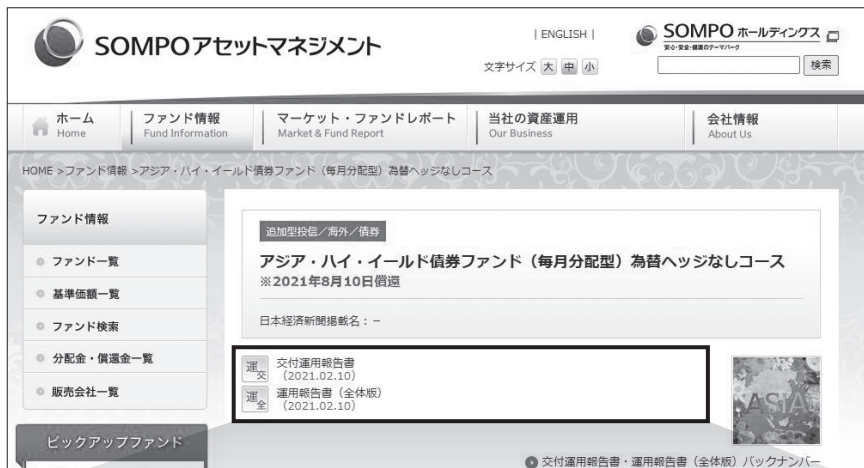 SOMPOアセットマネジメント
| ENGLISH |
SOMPO ホールディングス
安心・安全・健康のテーマパーク
文字サイズ 大 中 小
検索
ホーム
Home
ファンド情報
Fund Information
マーケット・ファンドレポート
Market & Fund Report
当社の資産運用
Our Business
会社情報
About Us
HOME >ファンド情報 >アジア・ハイ・イールド債券ファンド（毎月分配型）為替ヘッジなしコース
ファンド情報
ファンド一覧
基準価額一覧
ファンド検索
分配金・償還金一覧
販売会社一覧
ピックアップファンド
追加型投信／海外／債券
アジア・ハイ・イールド債券ファンド（毎月分配型）為替ヘッジなしコース
※2021年8月10日償還
日本経済新聞掲載名：－
運交
交付運用報告書
（2021.02.10）
運全
運用報告書（全体版）
（2021.02.10）
ASIA
交付運用報告書・運用報告書（全体版）バックナンバー